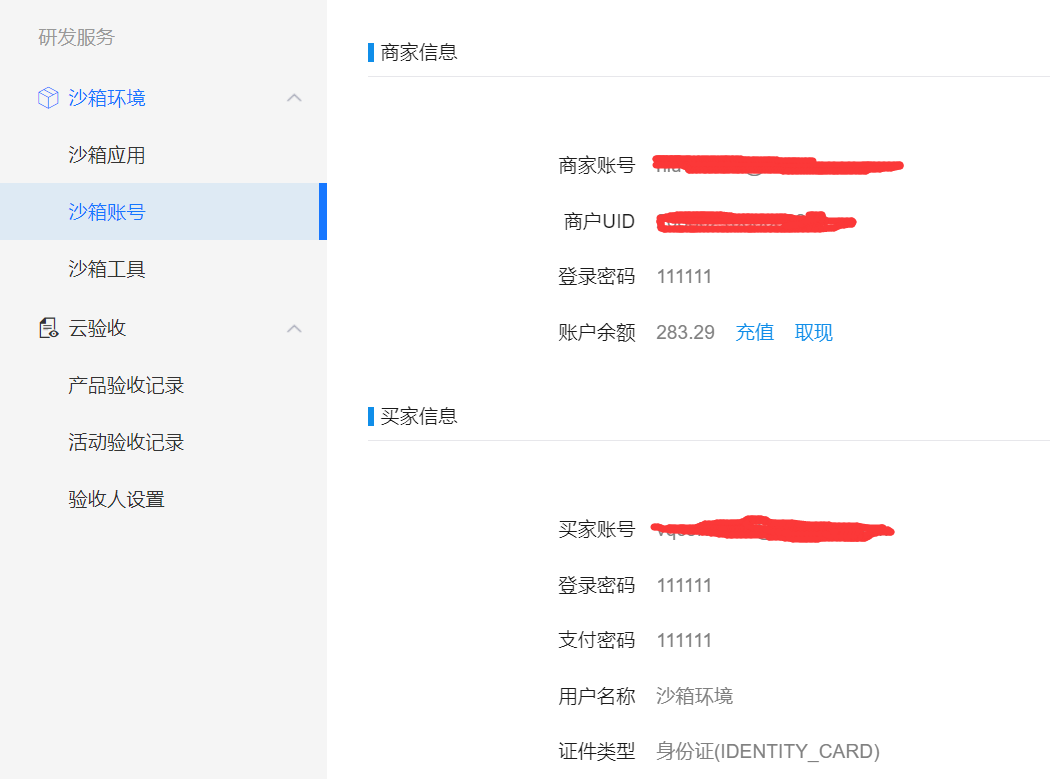 研发服务
沙箱环境
沙箱应用
沙箱账号
沙箱工具
云验收
产品验收记录
活动验收记录
验收人设置
商家信息
商家账号
商户UID
登录密码 111111
账户余额 283.29 充值 取现
买家信息
买家账号
登录密码 111111
支付密码 111111
用户名称 沙箱环境
证件类型 身份证(IDENTITY_CARD)